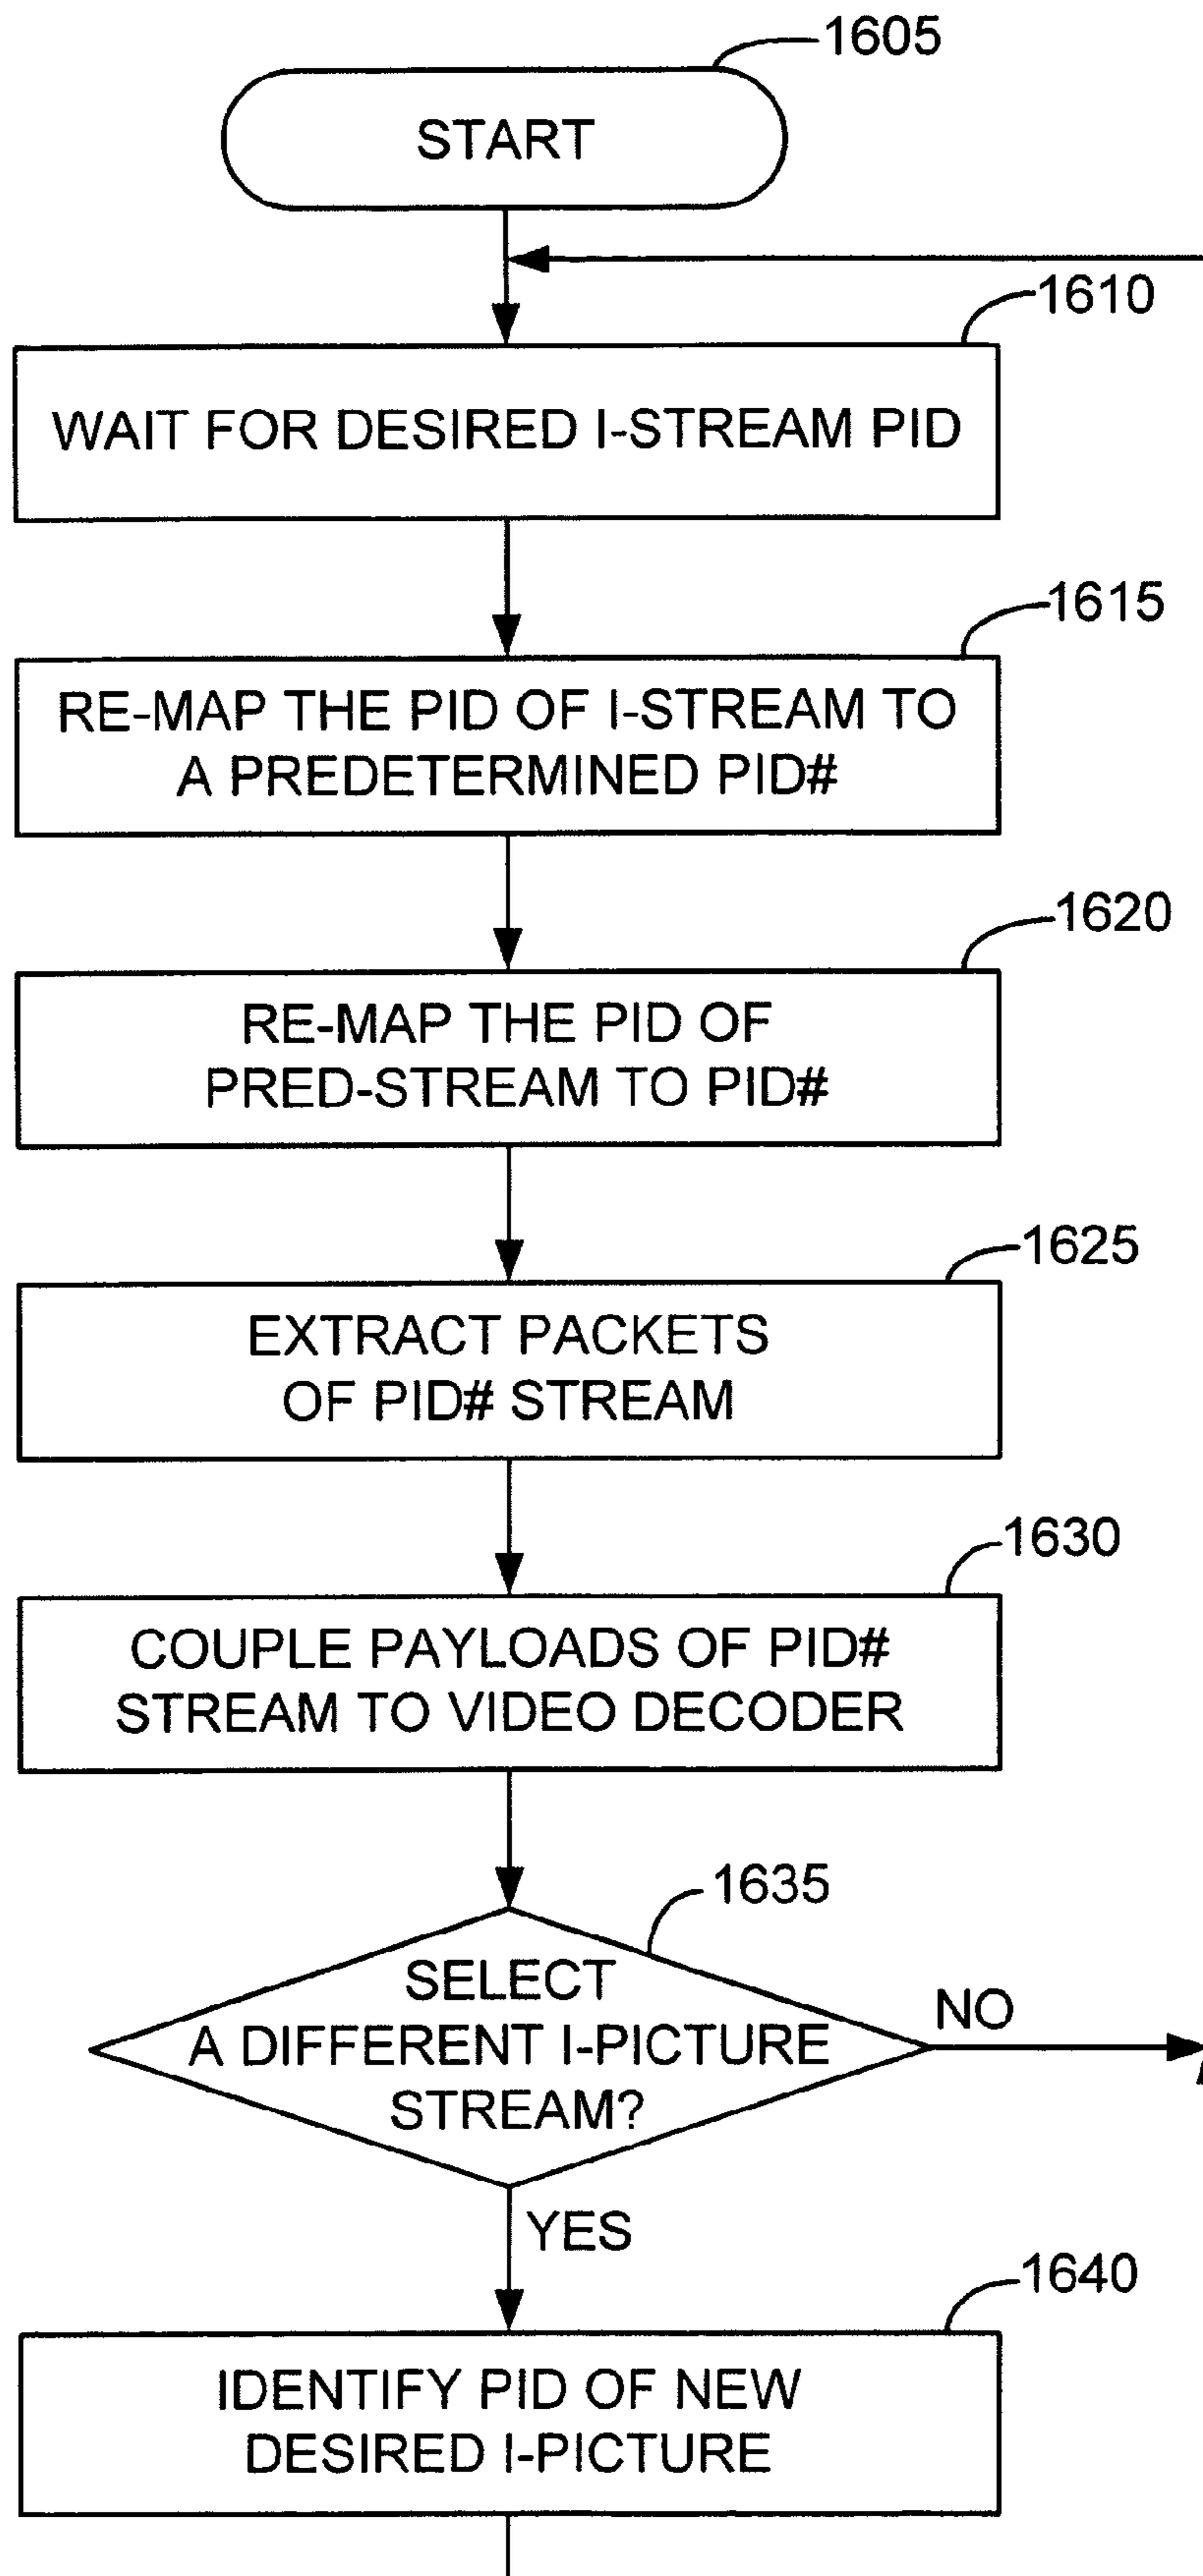 1605
START
1610
WAIT FOR DESIRED I-STREAM PID
1615
RE-MAP THE PID OF I-STREAM TO
A PREDETERMINED PID#
1620
RE-MAP THE PID OF
PRED-STREAM TO PID#
1625
EXTRACT PACKETS
OF PID# STREAM
1630
COUPLE PAYLOADS OF PID#
STREAM TO VIDEO DECODER
1635
SELECT
A DIFFERENT I-PICTURE
STREAM?
NO
YES
1640
IDENTIFY PID OF NEW
DESIRED I-PICTURE